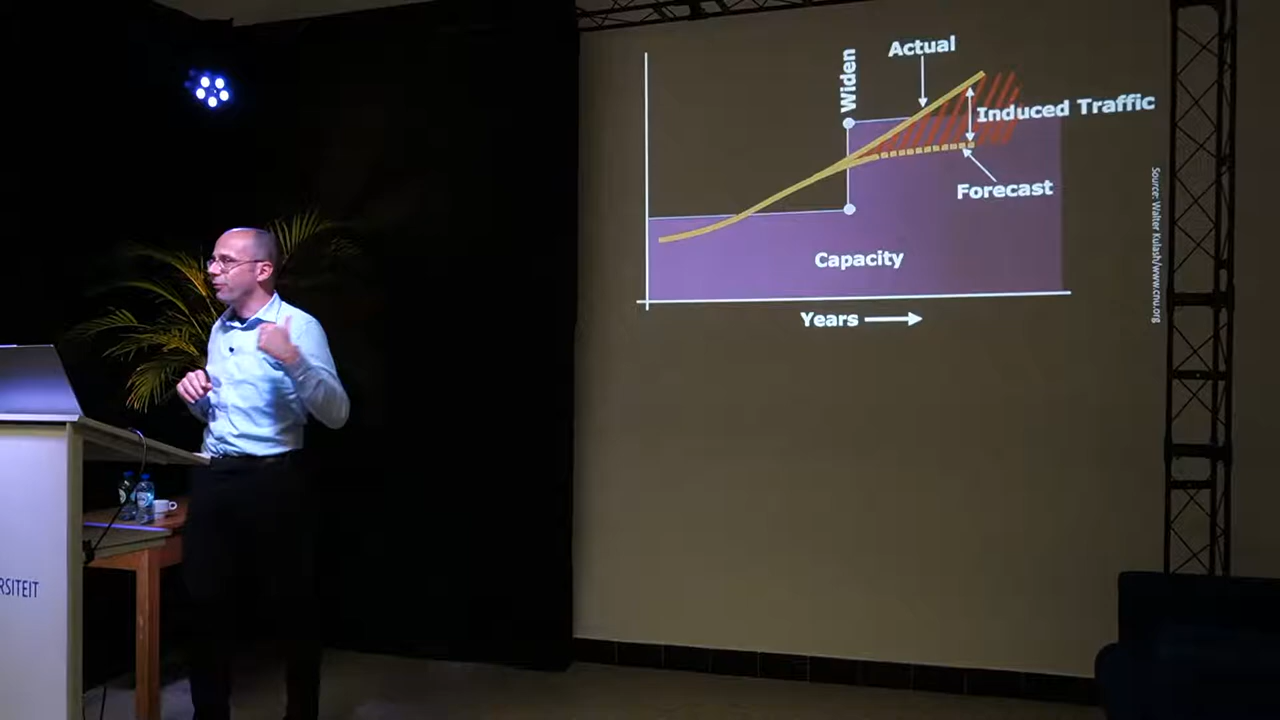 Widen
Actual
Induced Traffic
Forecast
Capacity
Years
Source: Walter Kulash/www.cnu.org
RSITEIT